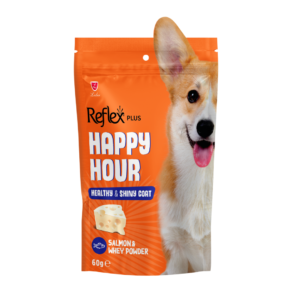 Reflex PLUS
HAPPY
HOUR
HEALTHY & SHINY COAT
SALMON &
WHEY POWDER
60g